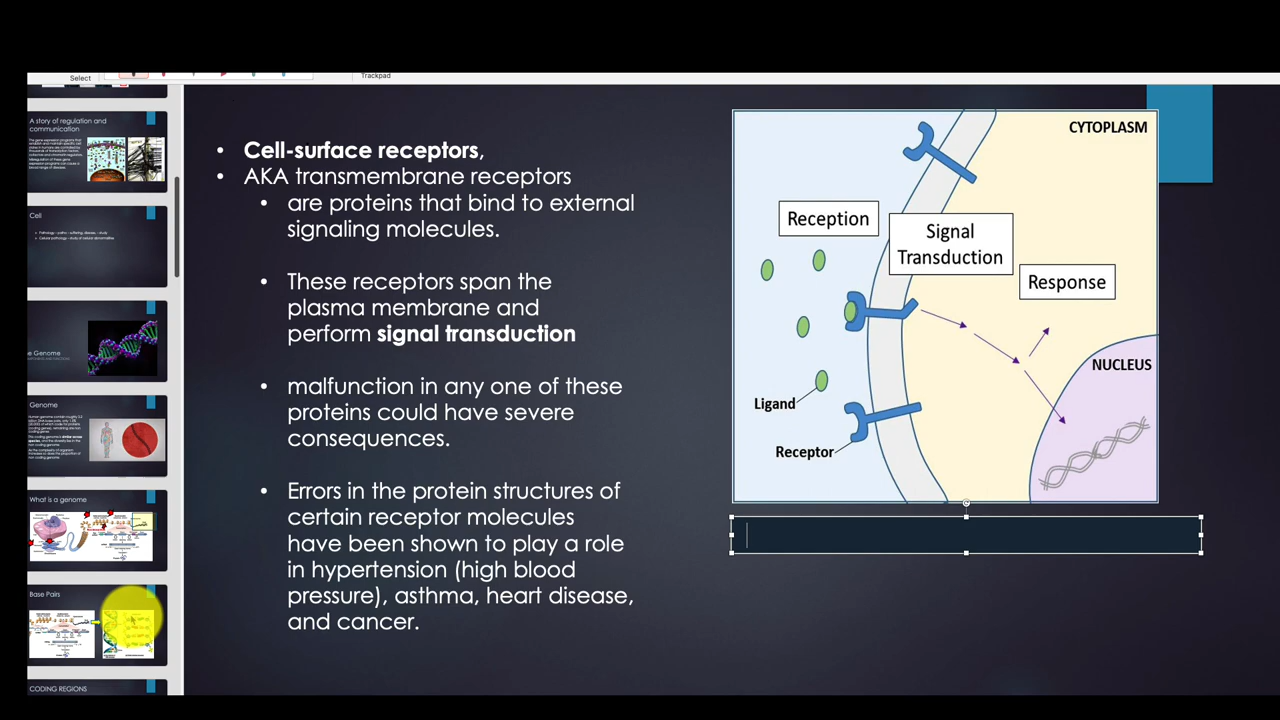 Select
Trackpad
A story of regulation and
communication
Cell
Genome
Genome
What is a genome
Base Pairs
CODING REGIONS
• Cell-surface receptors,
• AKA transmembrane receptors
• are proteins that bind to external
signaling molecules.
• These receptors span the
plasma membrane and
perform signal transduction
• malfunction in any one of these
proteins could have severe
consequences.
• Errors in the protein structures of
certain receptor molecules
have been shown to play a role
in hypertension (high blood
pressure), asthma, heart disease,
and cancer.
CYTOPLASM
Reception
Signal
Transduction
Response
NUCLEUS
Ligand
Receptor